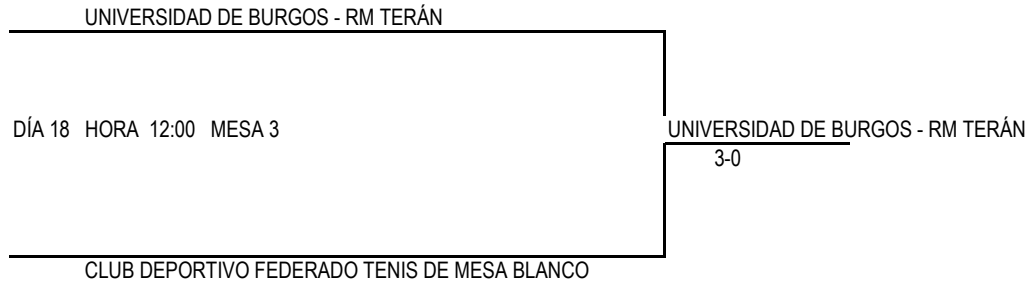 UNIVERSIDAD DE BURGOS - RM TERÁN
DÍA 18 HORA 12:00 MESA 3
UNIVERSIDAD DE BURGOS - RM TERÁN
3-0
CLUB DEPORTIVO FEDERADO TENIS DE MESA BLANCO